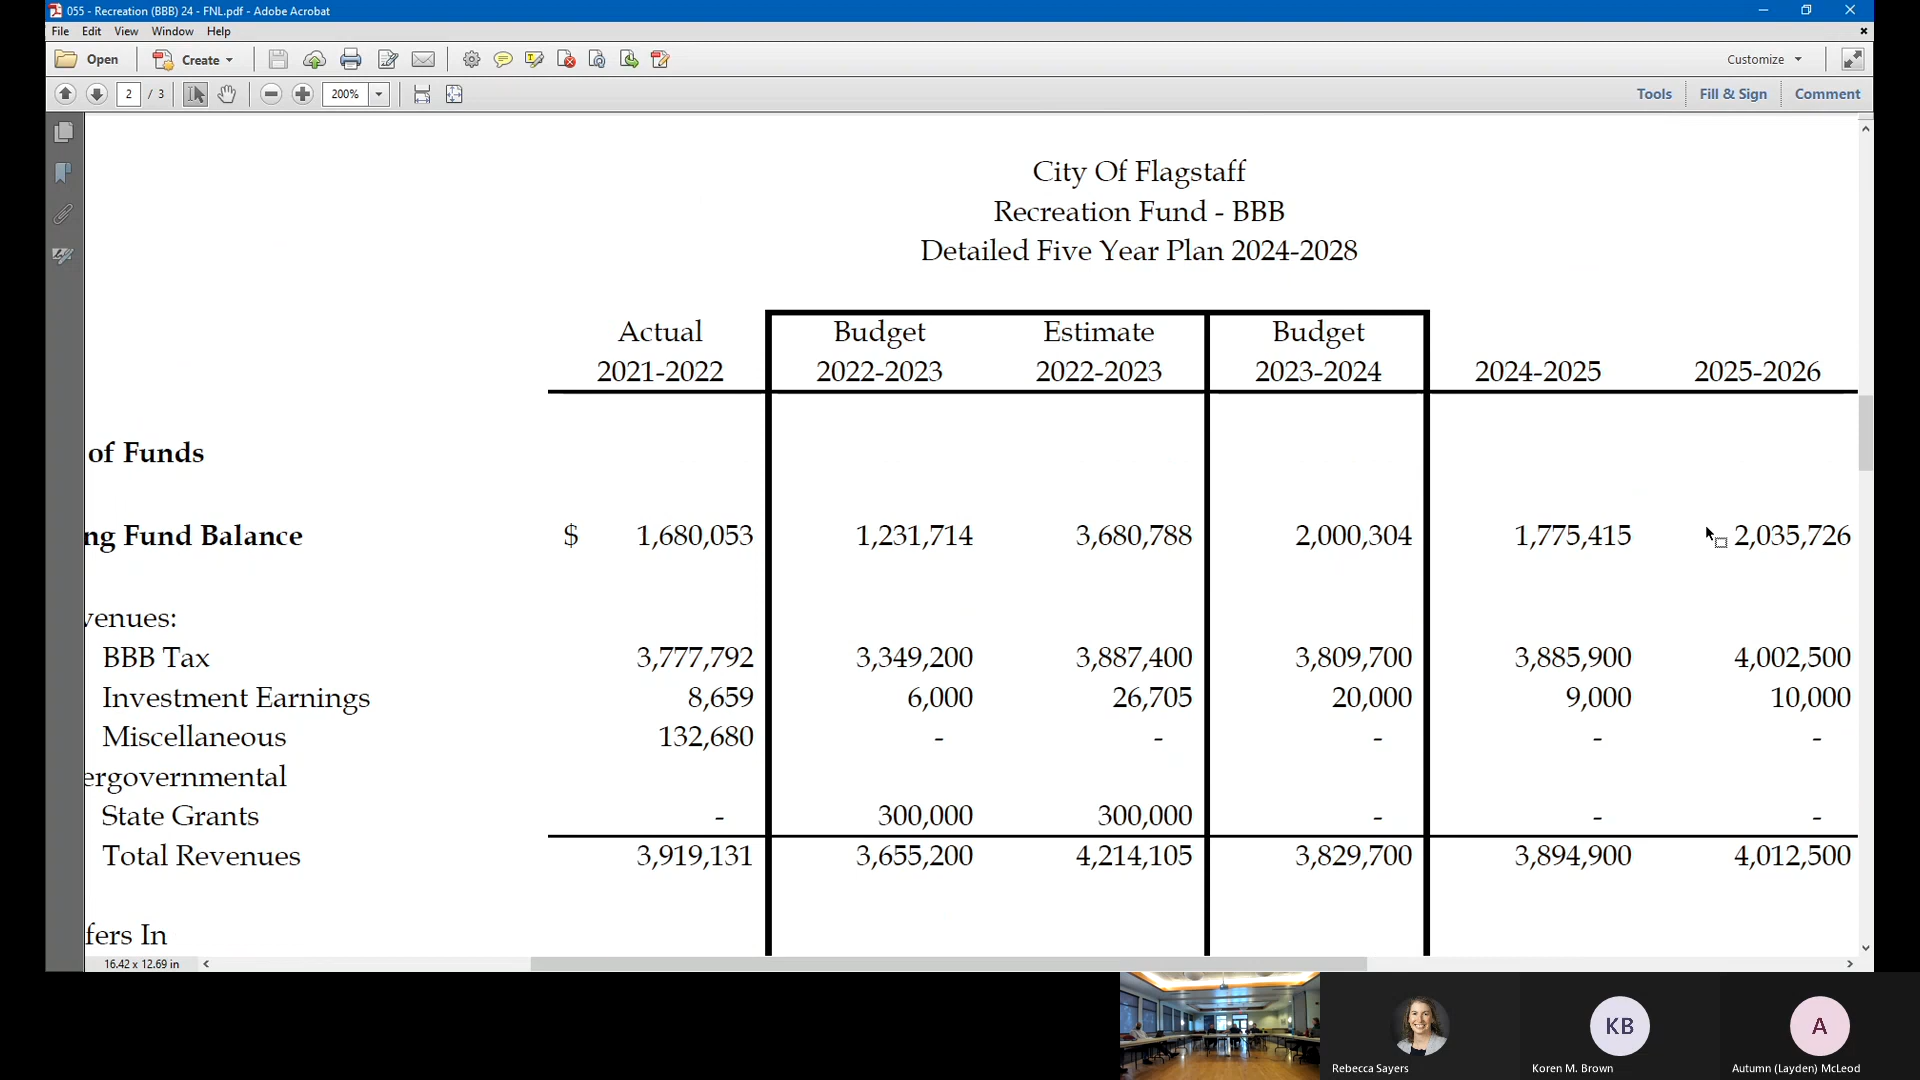 055 - Recreation (BBB) 24 - FNL.pdf - Adobe Acrobat
File Edit View Window Help
Open Create Customize
2 / 3 200% Tools Fill & Sign Comment
City Of Flagstaff
Recreation Fund - BBB
Detailed Five Year Plan 2024-2028
Actual Budget Estimate Budget
2021-2022 2022-2023 2022-2023 2023-2024 2024-2025 2025-2026
of Funds
ng Fund Balance $ 1,680,053 1,231,714 3,680,788 2,000,304 1,775,415 2,035,726
venues:
BBB Tax 3,777,792 3,349,200 3,887,400 3,809,700 3,885,900 4,002,500
Investment Earnings 8,659 6,000 26,705 20,000 9,000 10,000
Miscellaneous 132,680 - - - - -
ergovernmental
State Grants - 300,000 300,000 - - -
Total Revenues 3,919,131 3,655,200 4,214,105 3,829,700 3,894,900 4,012,500
fers In
16.42 x 12.69 in
KB A
Rebecca Sayers Koren M. Brown Autumn (Layden) McLeod